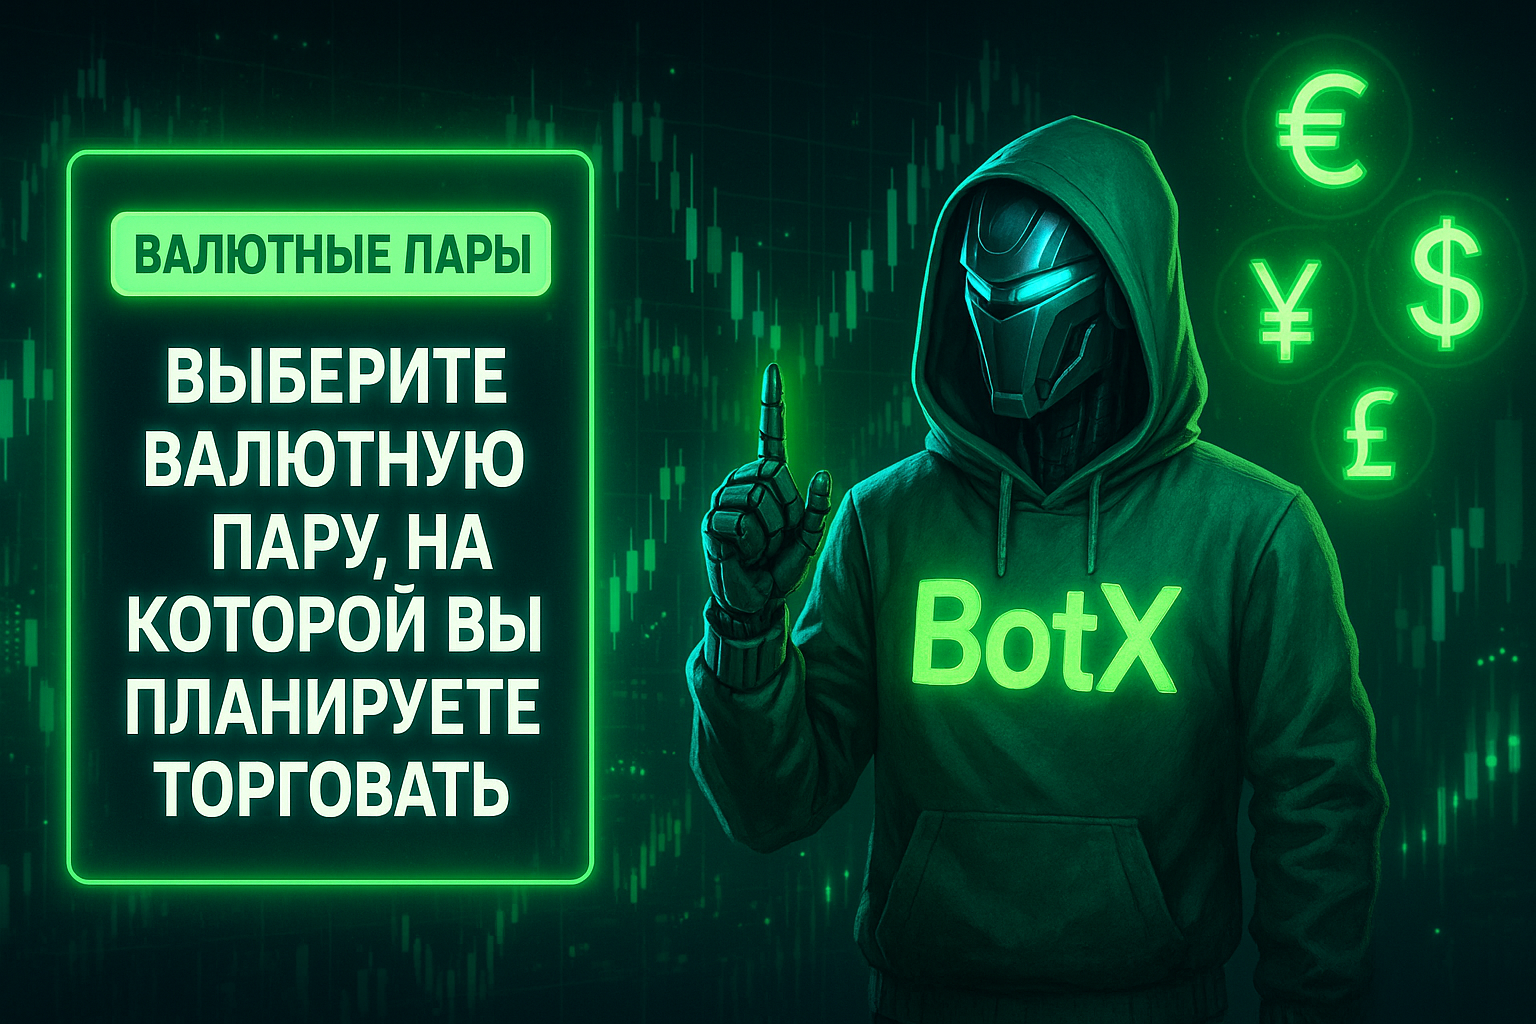 ВАЛЮТНЫЕ ПАРЫ
ВЫБЕРИТЕ
ВАЛЮТНУЮ
ПАРУ, НА
КОТОРОЙ ВЫ
ПЛАНИРУЕТЕ
ТОРГОВАТЬ
BotX
€
$
¥
£